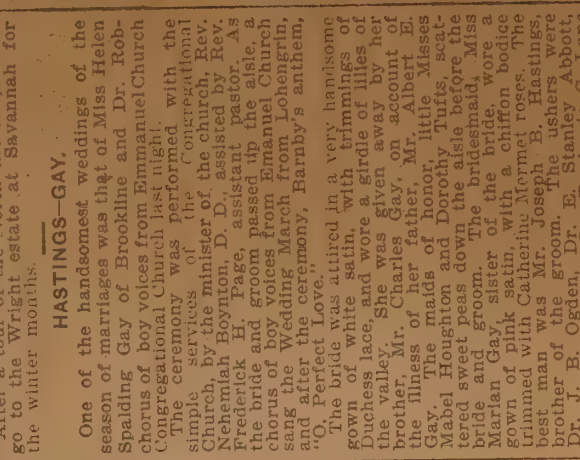 After a
go to the Wright estate at Savannah for
the winter months.
HASTINGS—GAY.
One of the handsomest weddings of the
season of marriages was that of Miss Helen
Spalding Gay of Brookline and Dr. Rob-
chorus of boy voices from Emmanuel Church
Congregational Church last night.
The ceremony was performed with the
simple services of the Congregational
Church, by the minister of the church, Rev.
Nehemiah Boynton, D. D., assisted by Rev.
Frederick H. Page, assistant pastor. As
the bride and groom passed up the aisle, a
chorus of boy voices from Emanuel Church
sang the Wedding March from Lohengrin,
and after the ceremony, Barnby's anthem,
"O, Perfect Love."
The bride was attired in a very handsome
gown of white satin, with trimmings of
Duchess lace, and wore a girdle of lilies of
the valley. She was given away by her
brother, Mr. Charles Gay, on account of
the illness of her father, Mr. Albert E.
Gay. The maids of honor, little Misses
Mabel Houghton and Dorothy Tufts, scat-
tered sweet peas down the aisle before the
bride and groom. The bridesmaid, Miss
Marian Gay, sister of the bride, wore a
gown of pink satin, with a chiffon bodice
trimmed with Catherine Mermet roses. The
best man was Mr. Joseph B. Hastings,
brother of the groom. The ushers were
Dr. J. B. Ogden, Dr. E. Stanley Abbott,